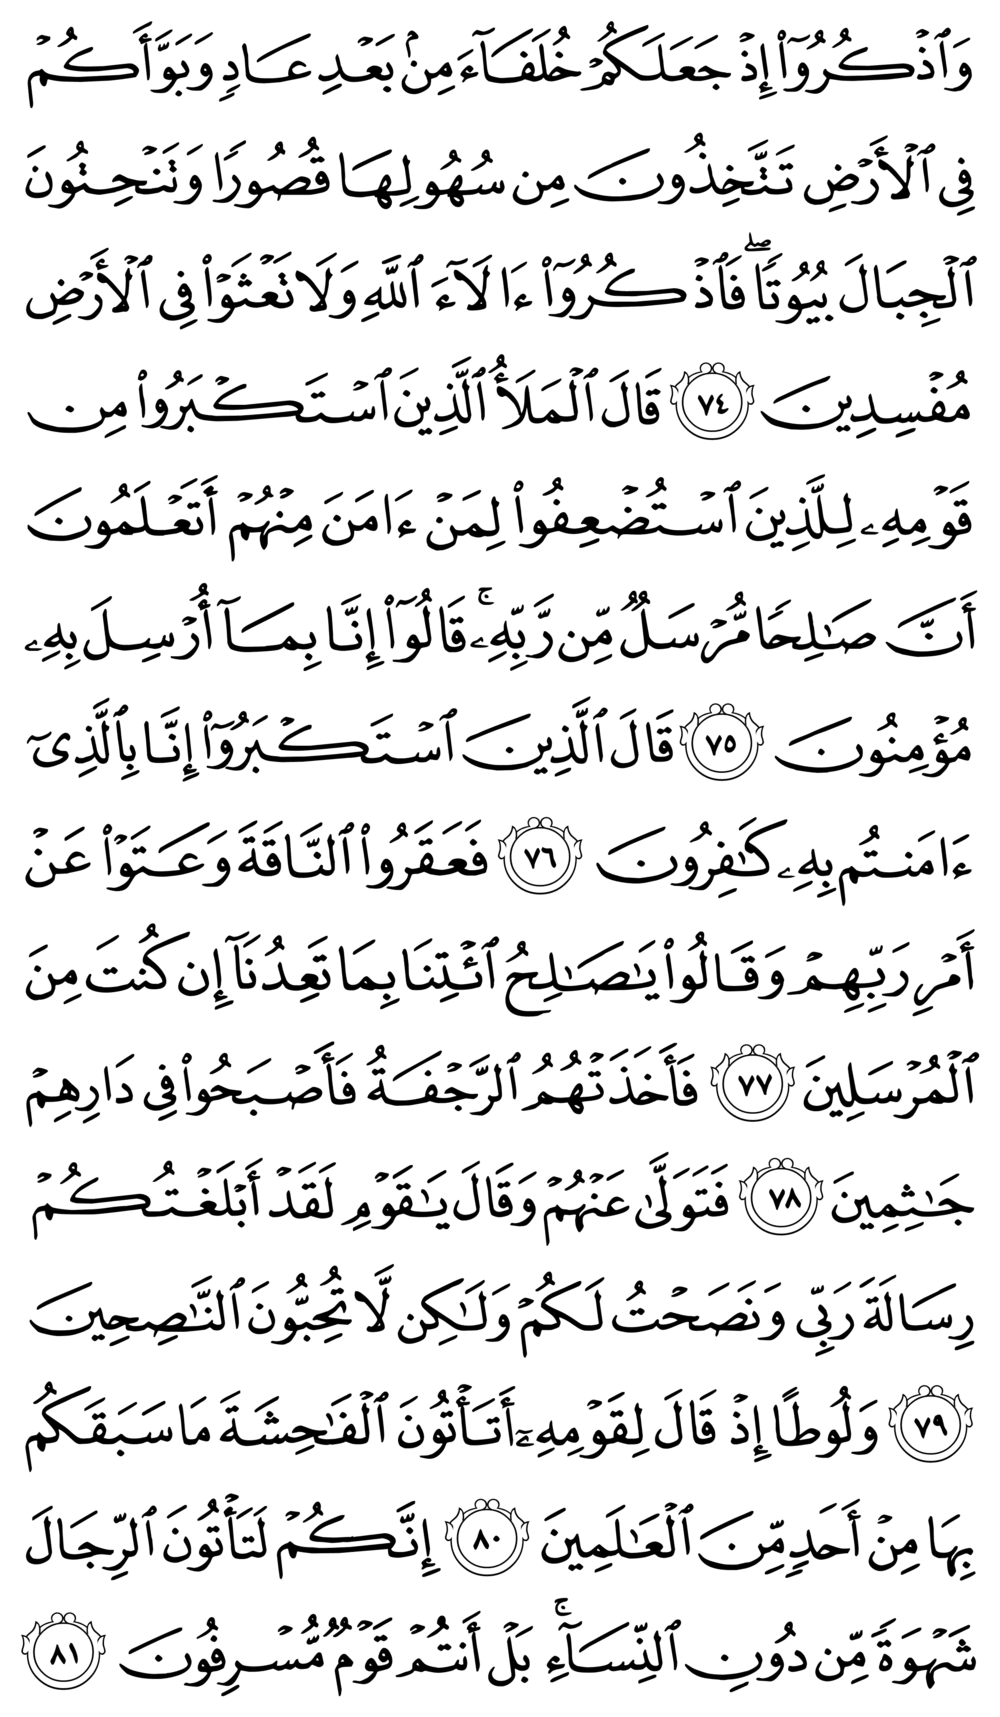 وَٱذْكُرُوٓا۟ إِذْ جَعَلَكُمْ خُلَفَآءَ مِنۢ بَعْدِ عَادٍ وَبَوَّأَكُمْ
فِى ٱلْأَرْضِ تَتَّخِذُونَ مِن سُهُولِهَا قُصُورًا وَتَنْحِتُونَ
ٱلْجِبَالَ بُيُوتًا ۖ فَٱذْكُرُوٓا۟ ءَالَآءَ ٱللَّهِ وَلَا تَعْثَوْا۟ فِى ٱلْأَرْضِ
مُفْسِدِينَ ٧٤ قَالَ ٱلْمَلَأُ ٱلَّذِينَ ٱسْتَكْبَرُوا۟ مِن
قَوْمِهِۦ لِلَّذِينَ ٱسْتُضْعِفُوا۟ لِمَنْ ءَامَنَ مِنْهُمْ أَتَعْلَمُونَ
أَنَّ صَٰلِحًا مُّرْسَلٌ مِّن رَّبِّهِۦ ۚ قَالُوٓا۟ إِنَّا بِمَآ أُرْسِلَ بِهِۦ
مُؤْمِنُونَ ٧٥ قَالَ ٱلَّذِينَ ٱسْتَكْبَرُوٓا۟ إِنَّا بِٱلَّذِىٓ
ءَامَنتُم بِهِۦ كَٰفِرُونَ ٧٦ فَعَقَرُوا۟ ٱلنَّاقَةَ وَعَتَوْا۟ عَنْ
أَمْرِ رَبِّهِمْ وَقَالُوا۟ يَٰصَٰلِحُ ٱئْتِنَا بِمَا تَعِدُنَآ إِن كُنتَ مِنَ
ٱلْمُرْسَلِينَ ٧٧ فَأَخَذَتْهُمُ ٱلرَّجْفَةُ فَأَصْبَحُوا۟ فِى دَارِهِمْ
جَٰثِمِينَ ٧٨ فَتَوَلَّىٰ عَنْهُمْ وَقَالَ يَٰقَوْمِ لَقَدْ أَبْلَغْتُكُمْ
رِسَالَةَ رَبِّى وَنَصَحْتُ لَكُمْ وَلَٰكِن لَّا تُحِبُّونَ ٱلنَّٰصِحِينَ
٧٩ وَلُوطًا إِذْ قَالَ لِقَوْمِهِۦٓ أَتَأْتُونَ ٱلْفَٰحِشَةَ مَا سَبَقَكُم
بِهَا مِنْ أَحَدٍ مِّنَ ٱلْعَٰلَمِينَ ٨٠ إِنَّكُمْ لَتَأْتُونَ ٱلرِّجَالَ
شَهْوَةً مِّن دُونِ ٱلنِّسَآءِ ۚ بَلْ أَنتُمْ قَوْمٌ مُّسْرِفُونَ ٨١